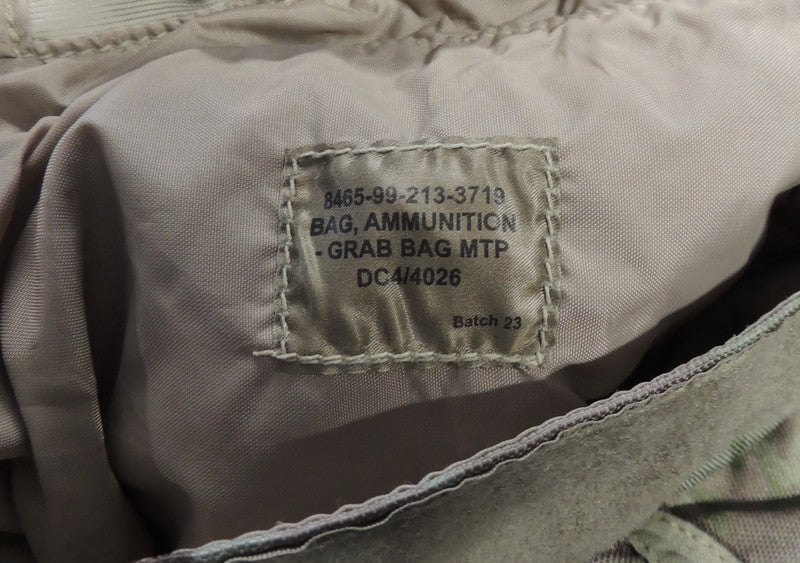 8465-99-213-3719
BAG, AMMUNITION
- GRAB BAG MTP
DC4/4026
Batch 23